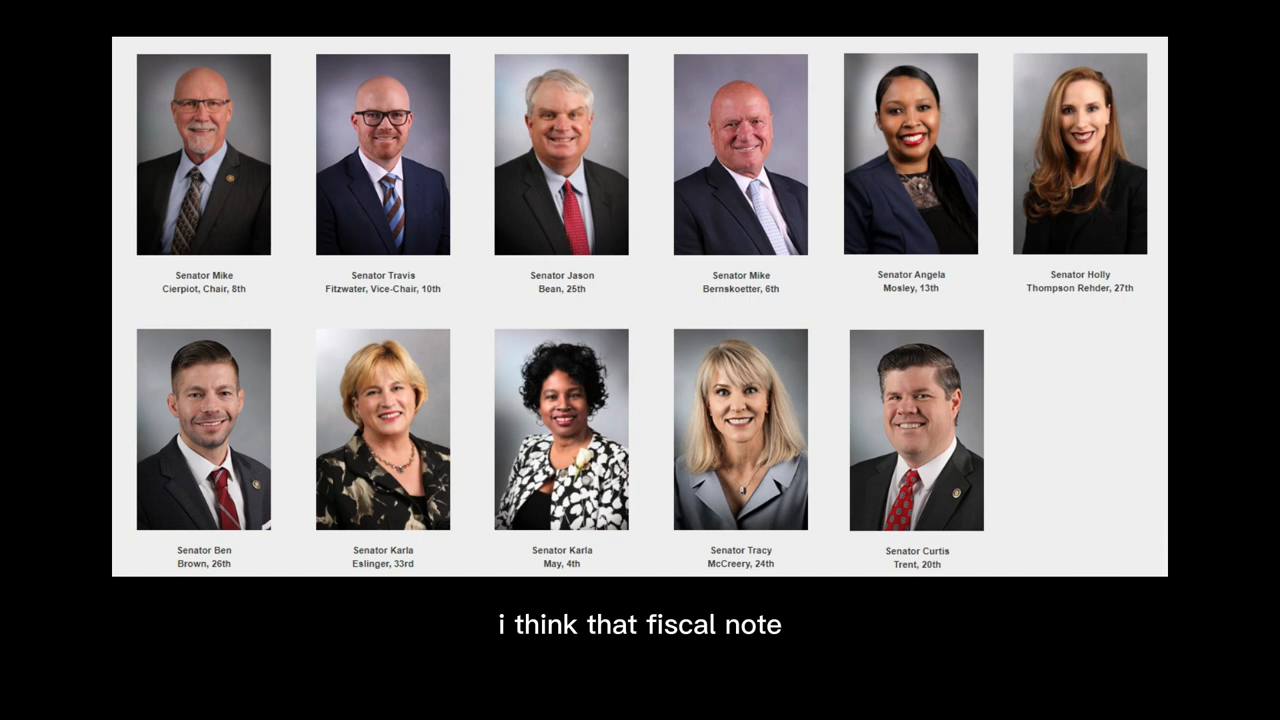 Senator Mike
Cierpiot, Chair, 8th
Senator Travis
Fitzwater, Vice-Chair, 10th
Senator Jason
Bean, 25th
Senator Mike
Bernskoetter, 6th
Senator Angela
Mosley, 13th
Senator Holly
Thompson Rehder, 27th
Senator Ben
Brown, 26th
Senator Karla
Eslinger, 33rd
Senator Karla
May, 4th
Senator Tracy
McCreery, 24th
Senator Curtis
Trent, 20th
i think that fiscal note